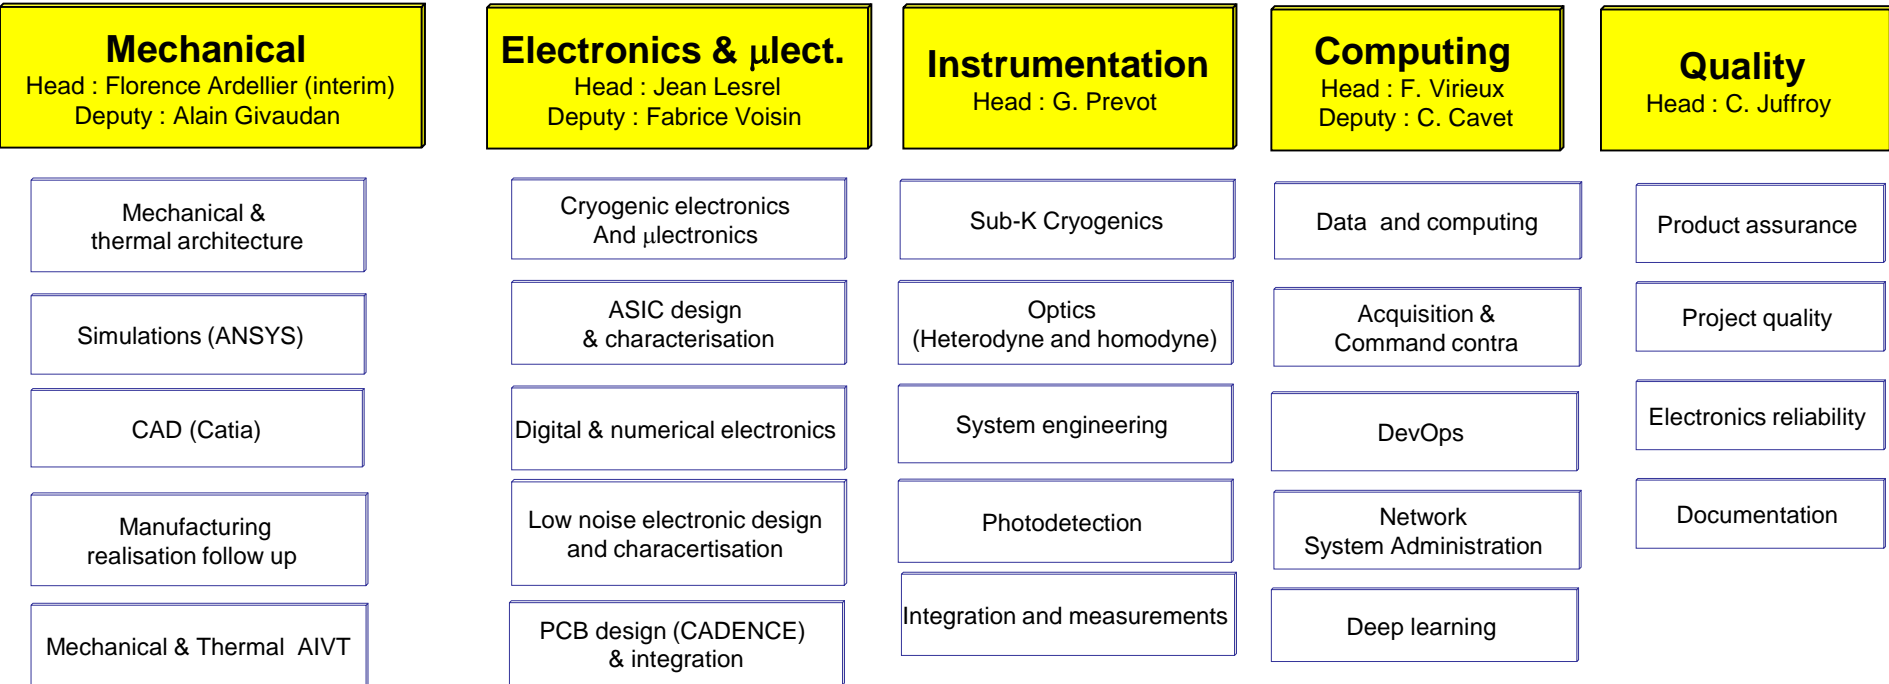 Mechanical
Head : Florence Ardellier (interim)
Deputy : Alain Givaudan
Mechanical &
thermal architecture
Simulations (ANSYS)
CAD (Catia)
Manufacturing
realisation follow up
Mechanical & Thermal  AIVT
Electronics & μlect.
Head : Jean Lesrel
Deputy : Fabrice Voisin
Cryogenic electronics
And μlectronics
ASIC design
& characterisation
Digital & numerical electronics
Low noise electronic design
and characertisation
PCB design (CADENCE)
& integration
Instrumentation
Head : G. Prevot
Sub-K Cryogenics
Optics
(Heterodyne and homodyne)
System engineering
Photodetection
Integration and measurements
Computing
Head : F. Virieux
Deputy : C. Cavet
Data  and computing
Acquisition &
Command contra
DevOps
Network
System Administration
Deep learning
Quality
Head : C. Juffroy
Product assurance
Project quality
Electronics reliability
Documentation